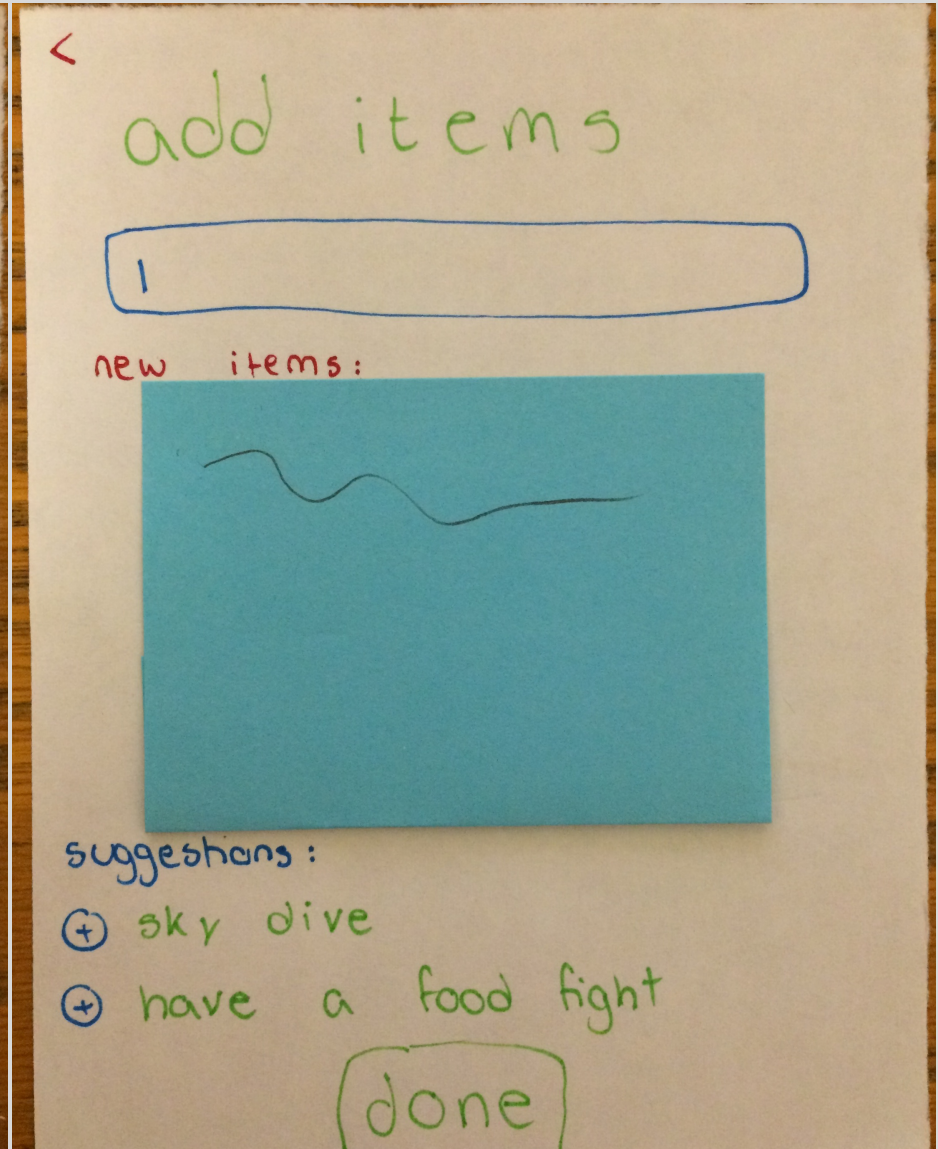 <
add items
new items:
suggestions:
+ sky dive
+ have a food fight
done